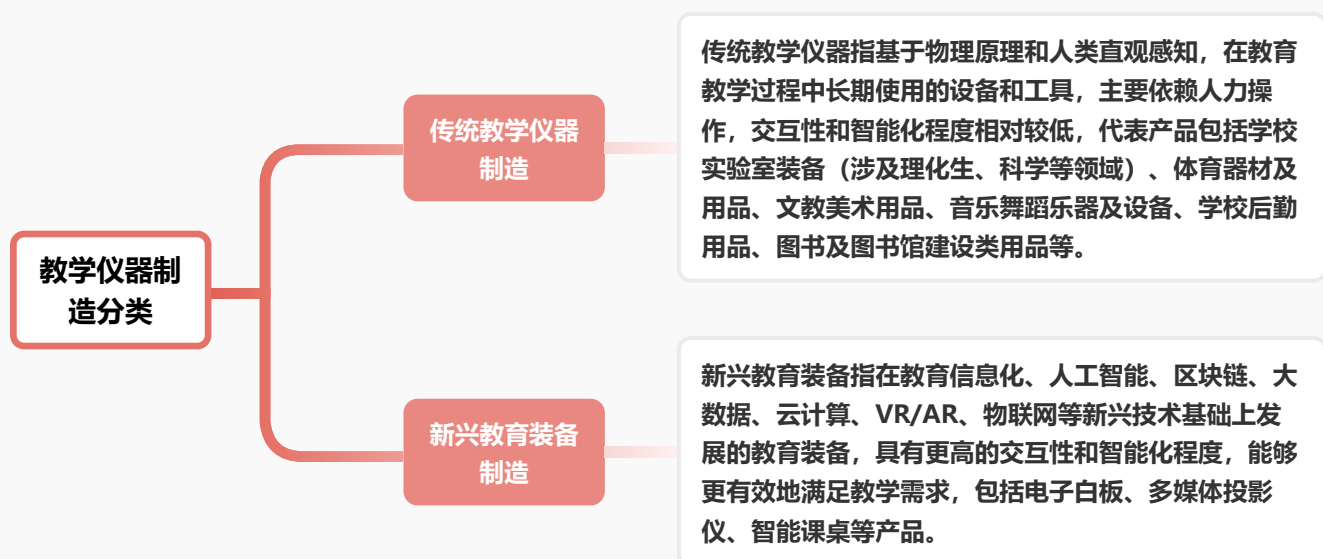 教学仪器制
造分类
传统教学仪器
制造
传统教学仪器指基于物理原理和人类直观感知，在教育
教学过程中长期使用的设备和工具，主要依赖人力操
作，交互性和智能化程度相对较低，代表产品包括学校
实验室装备（涉及理化生、科学等领域）、体育器材及
用品、文教美术用品、音乐舞蹈乐器及设备、学校后勤
用品、图书及图书馆建设类用品等。
新兴教育装备
制造
新兴教育装备指在教育信息化、人工智能、区块链、大
数据、云计算、VR/AR、物联网等新兴技术基础上发
展的教育装备，具有更高的交互性和智能化程度，能够
更有效地满足教学需求，包括电子白板、多媒体投影
仪、智能课桌等产品。